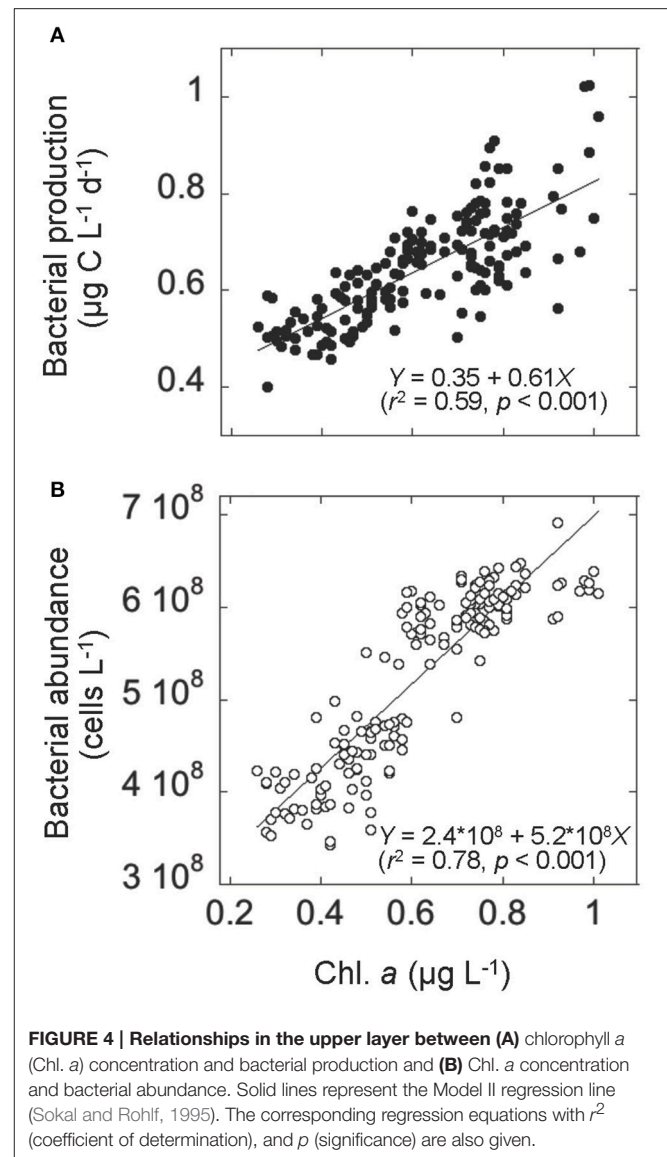 A
Bacterial production
(µg C L-1 d-1)
1
0.8
0.6
0.4
Y = 0.35 + 0.61X
(r2 = 0.59, p < 0.001)
B
Bacterial abundance
(cells L-1)
7 108
6 108
5 108
4 108
3 108
Y = 2.4*108 + 5.2*108X
(r2 = 0.78, p < 0.001)
0.2 0.4 0.6 0.8 1
Chl. a (µg L-1)
FIGURE 4 | Relationships in the upper layer between (A) chlorophyll a
(Chl. a) concentration and bacterial production and (B) Chl. a concentration
and bacterial abundance. Solid lines represent the Model II regression line
(Sokal and Rohlf, 1995). The corresponding regression equations with r2
(coefficient of determination), and p (significance) are also given.